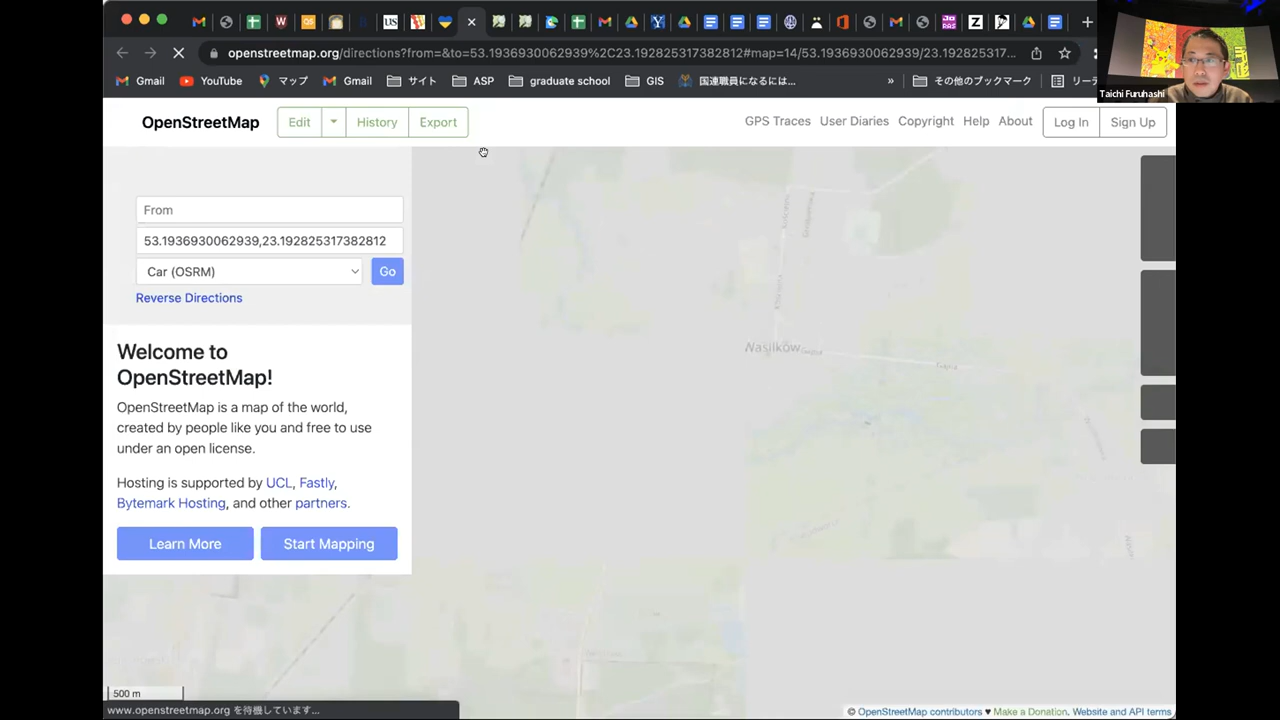 openstreetmap.org/directions?from=&to=53.1936930062939%2C23.192825317382812#map=14/53.1936930062939/23.192825317...
Gmail YouTube マップ Gmail サイト ASP graduate school GIS 国連職員になるには... » その他のブックマーク リー
Taichi Furuhashi
OpenStreetMap Edit History Export GPS Traces User Diaries Copyright Help About Log In Sign Up
From
53.1936930062939,23.192825317382812
Car (OSRM) Go
Reverse Directions
Welcome to
OpenStreetMap!
OpenStreetMap is a map of the world,
created by people like you and free to use
under an open license.
Hosting is supported by UCL, Fastly,
Bytemark Hosting, and other partners.
Learn More Start Mapping
Wasilków
500 m
www.openstreetmap.org を待機しています...
© OpenStreetMap contributors ♥ Make a Donation. Website and API terms